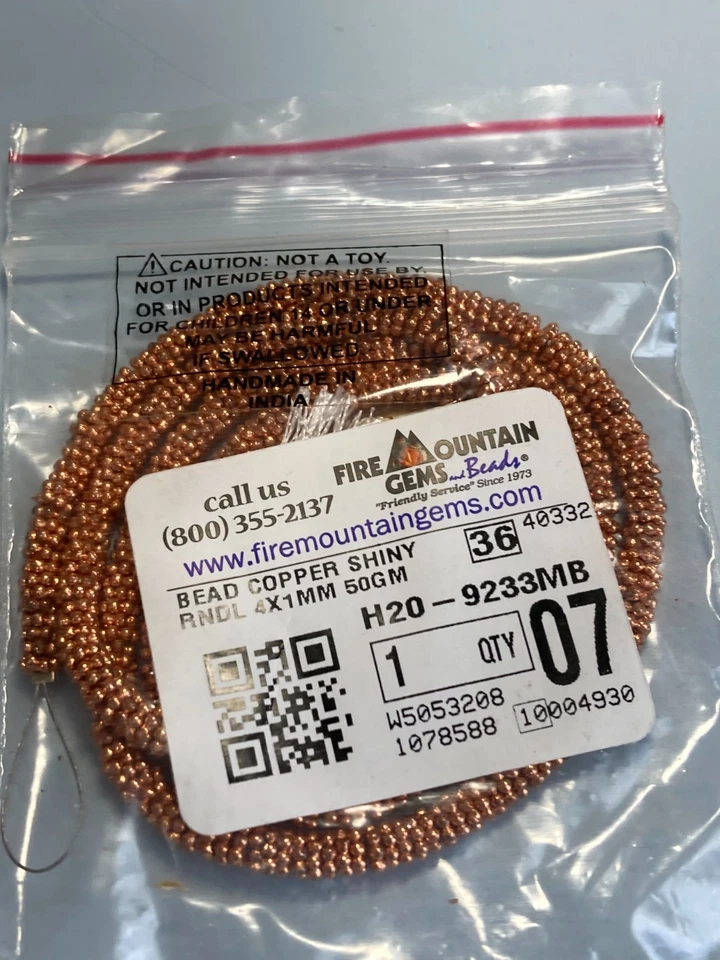 CAUTION: NOT A TOY.
NOT INTENDED FOR USE BY,
OR IN PRODUCTS INTENDED
FOR CHILDREN 14 OR UNDER
MAY BE HARMFUL
IF SWALLOWED
HANDMADE IN
INDIA
call us
(800) 355-2137
FIRE MOUNTAIN
GEMS and Beads®
"Friendly Service" Since 1973
www.firemountaingems.com
BEAD COPPER SHINY
RNDL 4X1MM 50GM
36 40332
H20-9233MB
1 QTY 07
W5053208
1078588 10004930